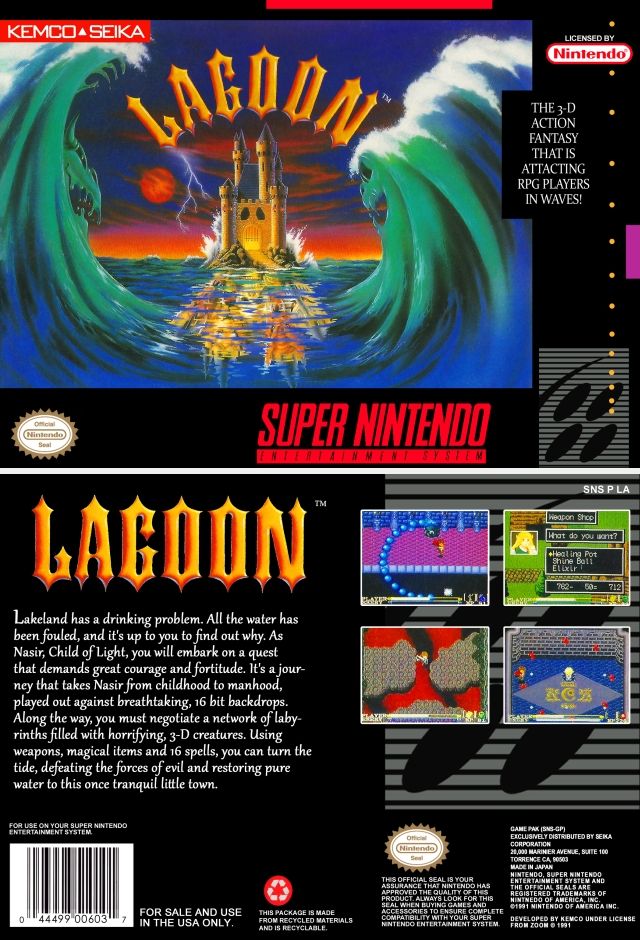 KEMCO▲SEIKA
LAGOON™
LICENSED BY
Nintendo®
THE 3-D
ACTION
FANTASY
THAT IS
ATTACTING
RPG PLAYERS
IN WAVES!
Official
Nintendo
Seal
SUPER NINTENDO
ENTERTAINMENT SYSTEM
SNS P LA
LAGOON™
Lakeland has a drinking problem. All the water has
been fouled, and it's up to you to find out why. As
Nasir, Child of Light, you will embark on a quest
that demands great courage and fortitude. It's a jour-
ney that takes Nasir from childhood to manhood,
played out against breathtaking, 16 bit backdrops.
Along the way, you must negotiate a network of laby-
rinths filled with horrifying, 3-D creatures. Using
weapons, magical items and 16 spells, you can turn the
tide, defeating the forces of evil and restoring pure
water to this once tranquil little town.
Weapon Shop
What do you want?
Healing Pot
Shine Ball
Elixir
762- 50= 712
FOR USE ON YOUR SUPER NINTENDO
ENTERTAINMENT SYSTEM.
0 44499 00603 7
FOR SALE AND USE
IN THE USA ONLY.
THIS PACKAGE IS MADE
FROM RECYCLED MATERIALS
AND IS RECYCLABLE.
Official
Nintendo
Seal
THIS OFFICIAL SEAL IS YOUR
ASSURANCE THAT NINTENDO HAS
APPROVED THE QUALITY OF THIS
PRODUCT. ALWAYS LOOK FOR THIS
SEAL WHEN BUYING GAMES AND
ACCESSORIES TO ENSURE COMPLETE
COMPATIBILITY WITH YOUR SUPER
NINTENDO ENTERTAINMENT SYSTEM.
GAME PAK (SNS-GP)
EXCLUSIVELY DISTRIBUTED BY SEIKA
CORPORATION
20,000 MARINIER AVENUE, SUITE 100
TORRENCE CA, 90503
MADE IN JAPAN
NINTENDO, SUPER NINTENDO
ENTERTAINMENT SYSTEM AND
THE OFFICIAL SEALS ARE
REGISTERED TRADEMARKS OF
NINTNEDO OF AMERICA, INC.
©1991 NINTENDO OF AMERICA INC.
DEVELOPED BY KEMCO UNDER LICENSE
FROM ZOOM © 1991